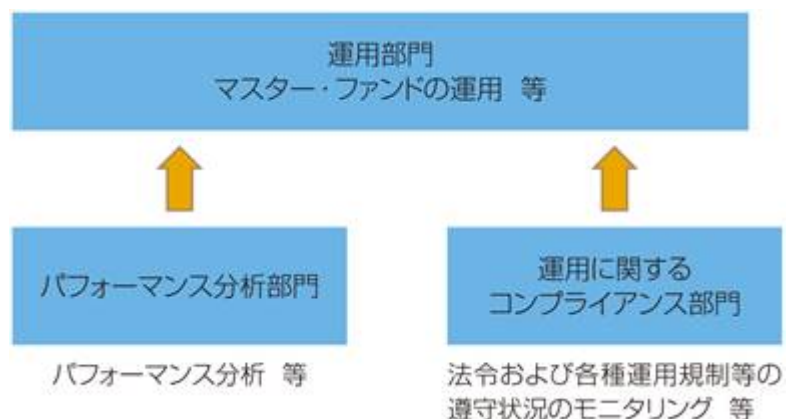 運用部門
マスター・ファンドの運用 等
パフォーマンス分析部門
パフォーマンス分析 等
運用に関する
コンプライアンス部門
法令および各種運用規制等の
遵守状況のモニタリング 等